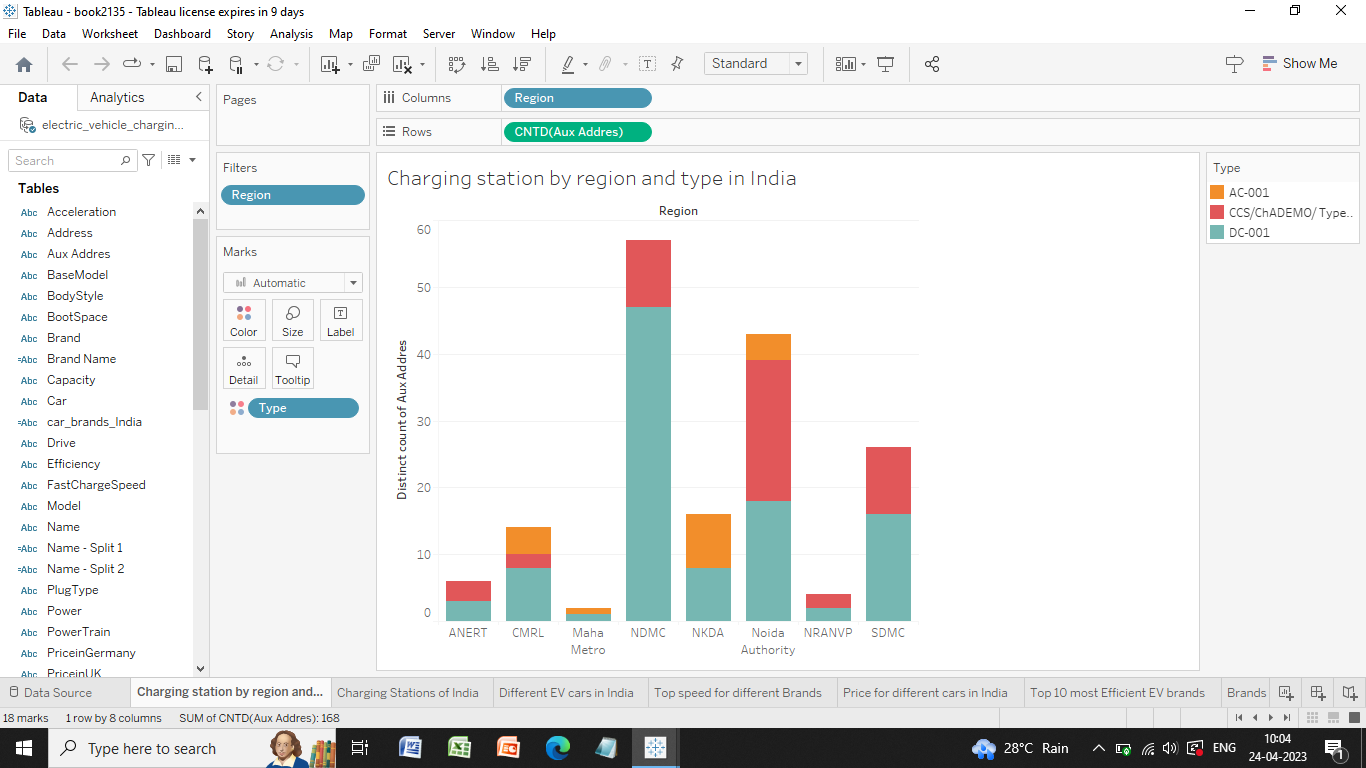 Tableau - book2135 - Tableau license expires in 9 days
File Data Worksheet Dashboard Story Analysis Map Format Server Window Help
Standard
Show Me
Data Analytics
electric_vehicle_chargin...
Search
Tables
Abc Acceleration
Abc Address
Abc Aux Addres
Abc BaseModel
Abc BodyStyle
Abc BootSpace
Abc Brand
=Abc Brand Name
Abc Capacity
Abc Car
=Abc car_brands_India
Abc Drive
Abc Efficiency
Abc FastChargeSpeed
Abc Model
Abc Name
=Abc Name - Split 1
=Abc Name - Split 2
Abc PlugType
Abc Power
Abc PowerTrain
Abc PriceinGermany
Abc PriceinUK
Pages
Filters
Region
Marks
Automatic
Color Size Label
Detail Tooltip
Type
Columns Region
Rows CNTD(Aux Addres)
Charging station by region and type in India
Region
Distinct count of Aux Addres
60
50
40
30
20
10
0
ANERT CMRL Maha Metro NDMC NKDA Noida Authority NRANVP SDMC
Type
AC-001
CCS/ChADEMO/ Type..
DC-001
Data Source Charging station by region and... Charging Stations of India Different EV cars in India Top speed for different Brands Price for different cars in India Top 10 most Efficient EV brands Brands
18 marks 1 row by 8 columns SUM of CNTD(Aux Addres): 168
Type here to search
28°C Rain
ENG
10:04
24-04-2023
1